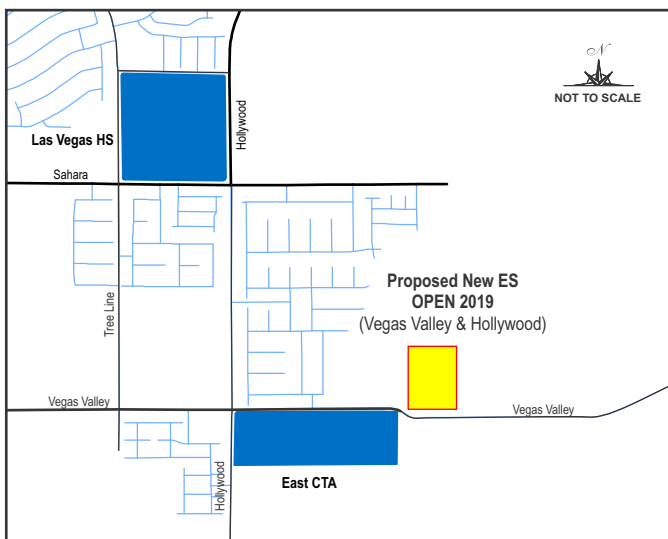 N
NOT TO SCALE
Las Vegas HS
Hollywood
Sahara
Proposed New ES
OPEN 2019
(Vegas Valley & Hollywood)
Tree Line
Vegas Valley
Vegas Valley
East CTA
Hollywood